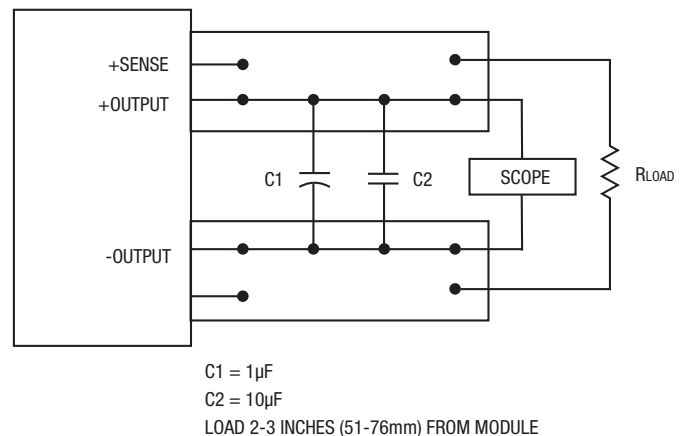 +SENSE
+OUTPUT
C1
C2
SCOPE
RLOAD
-OUTPUT
C1 = 1µF
C2 = 10µF
LOAD 2-3 INCHES (51-76mm) FROM MODULE